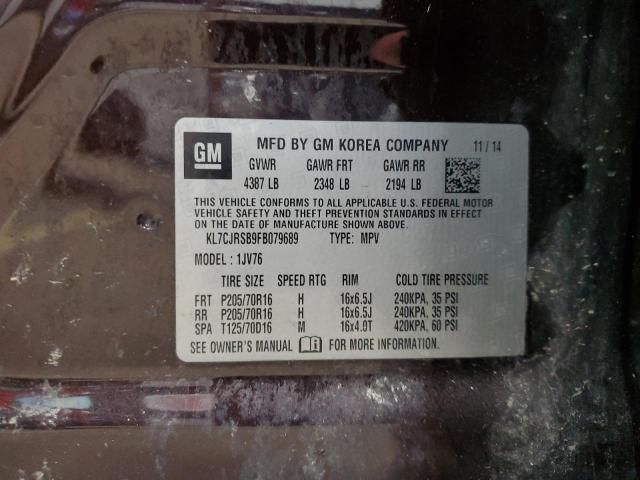 GM MFD BY GM KOREA COMPANY 11 / 14
GVWR GAWR FRT GAWR RR
4387 LB 2348 LB 2194 LB
THIS VEHICLE CONFORMS TO ALL APPLICABLE U.S. FEDERAL MOTOR
VEHICLE SAFETY AND THEFT PREVENTION STANDARDS IN EFFECT ON
THE DATE OF MANUFACTURE SHOWN ABOVE.
KL7CJRSB9FB079689 TYPE: MPV
MODEL : 1JV76
TIRE SIZE SPEED RTG RIM COLD TIRE PRESSURE
FRT P205/70R16 H 16x6.5J 240KPA, 35 PSI
RR P205/70R16 H 16x6.5J 240KPA, 35 PSI
SPA T125/70D16 M 16x4.0T 420KPA, 60 PSI
SEE OWNER'S MANUAL FOR MORE INFORMATION.